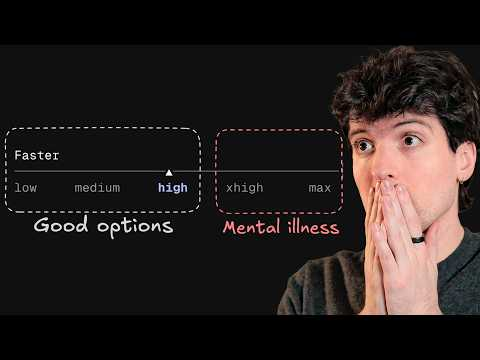 Faster
low medium high xhigh max
Good options Mental illness